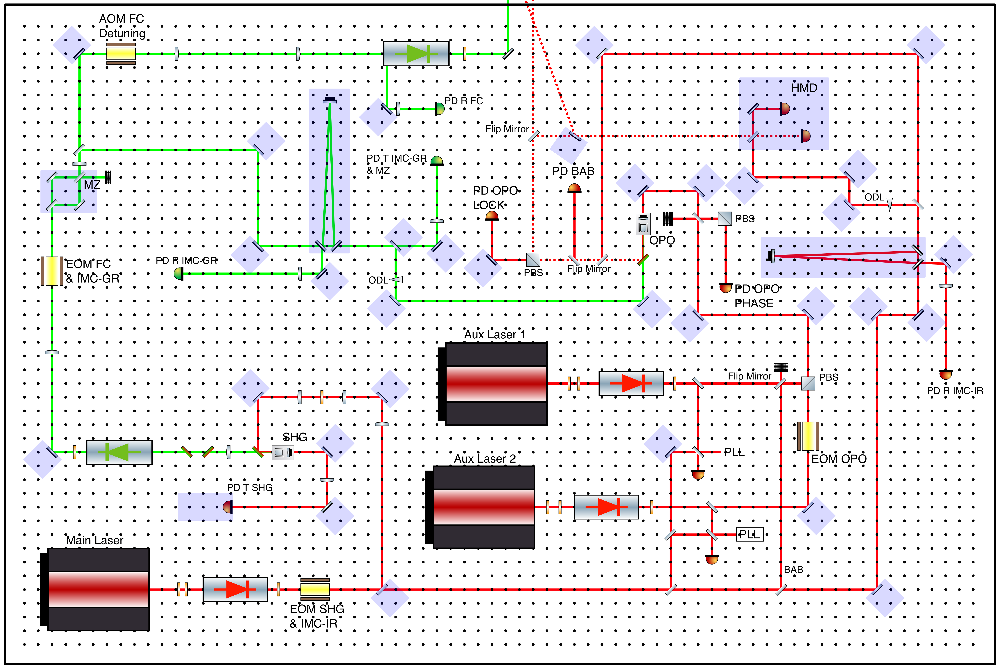 AOM FC
Detuning
HMD
PD R FC
Flip Mirror
PD T IMC-GR
& MZ
PD BAB
MZ
PD OPO
LOCK
ODL
PBS
OPO
PD R IMC-GR
EOM FC
& IMC-GR
PBS
Flip Mirror
ODL
PD OPO
PHASE
Aux Laser 1
Flip Mirror
PBS
PD R IMC-IR
SHG
PLL
Aux Laser 2
EOM OPO
PD T SHG
PLL
Main Laser
BAB
EOM SHG
& IMC-IR